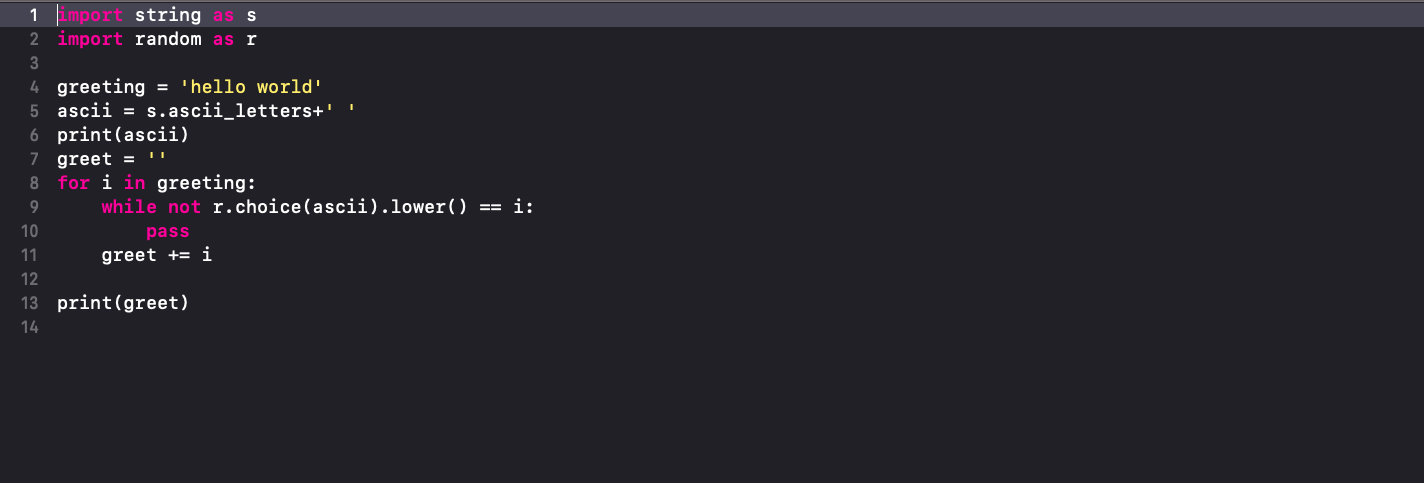 1 import string as s
2 import random as r
3
4 greeting = 'hello world'
5 ascii = s.ascii_letters+' '
6 print(ascii)
7 greet = ''
8 for i in greeting:
9     while not r.choice(ascii).lower() == i:
10         pass
11     greet += i
12
13 print(greet)
14